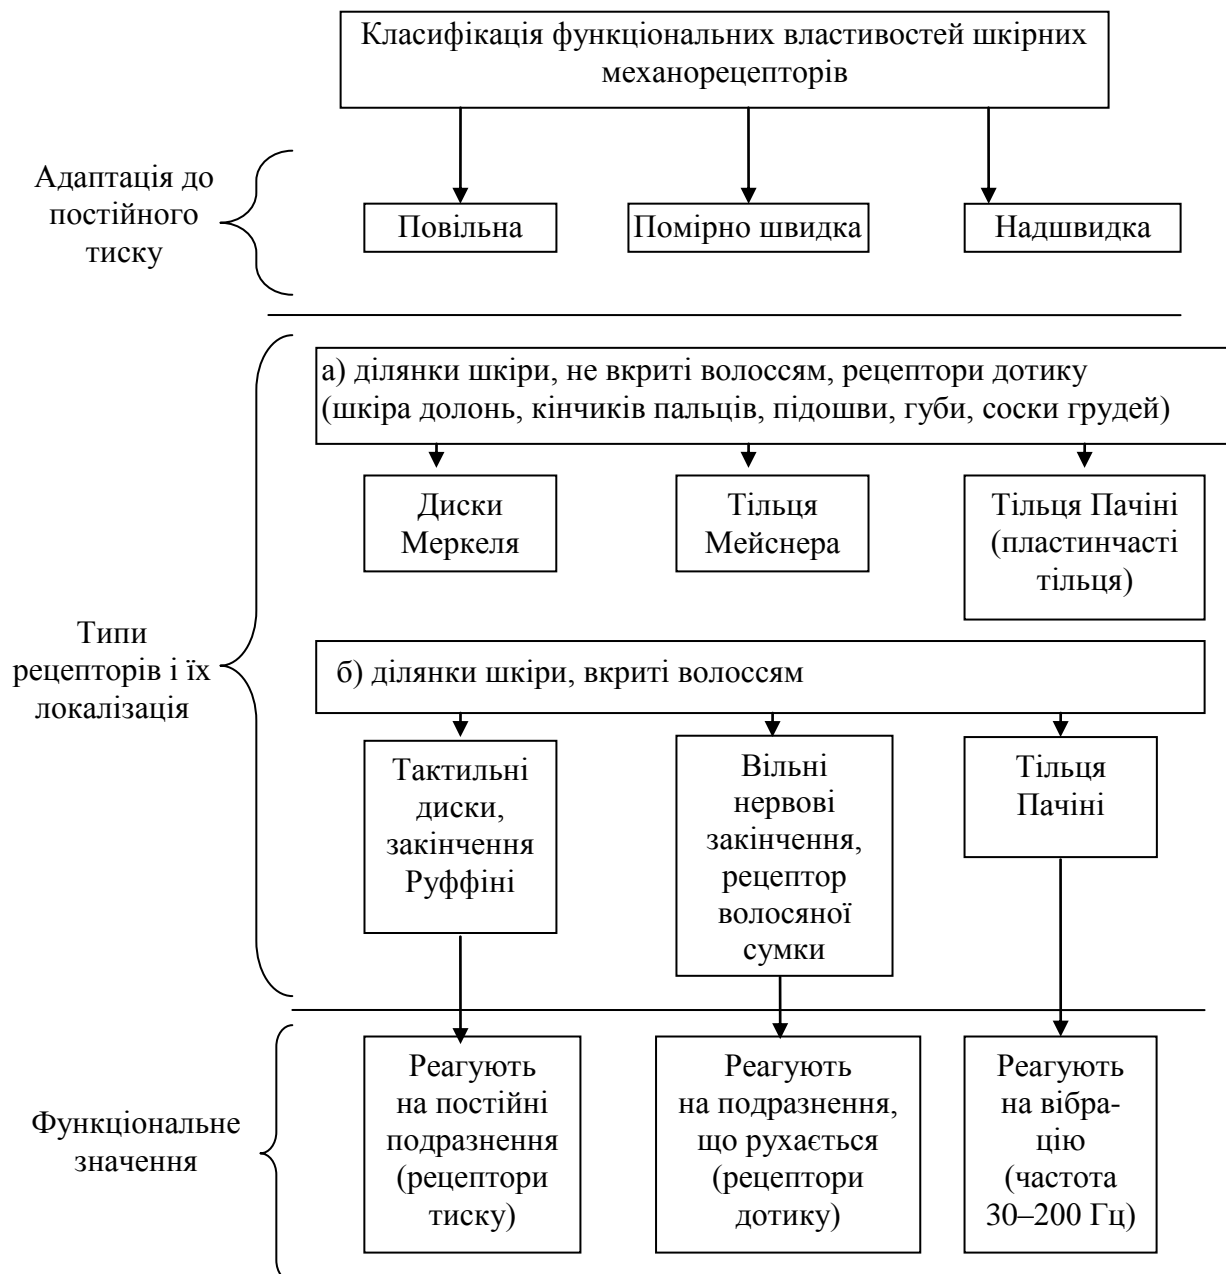 Класифікація функціональних властивостей шкірних
механорецепторів
Адаптація до
постійного
тиску
Повільна
Помірно швидка
Надшвидка
а) ділянки шкіри, не вкриті волоссям, рецептори дотику
(шкіра долонь, кінчиків пальців, підошви, губи, соски грудей)
Диски
Меркеля
Тільця
Мейснера
Тільця Пачіні
(пластинчасті
тільця)
Типи
рецепторів і їх
локалізація
б) ділянки шкіри, вкриті волоссям
Тактильні
диски,
закінчення
Руффіні
Вільні
нервові
закінчення,
рецептор
волосяної
сумки
Тільця
Пачіні
Функціональне
значення
Реагують
на постійні
подразнення
(рецептори
тиску)
Реагують
на подразнення,
що рухається
(рецептори
дотику)
Реагують
на вібра-
цію
(частота
30–200 Гц)